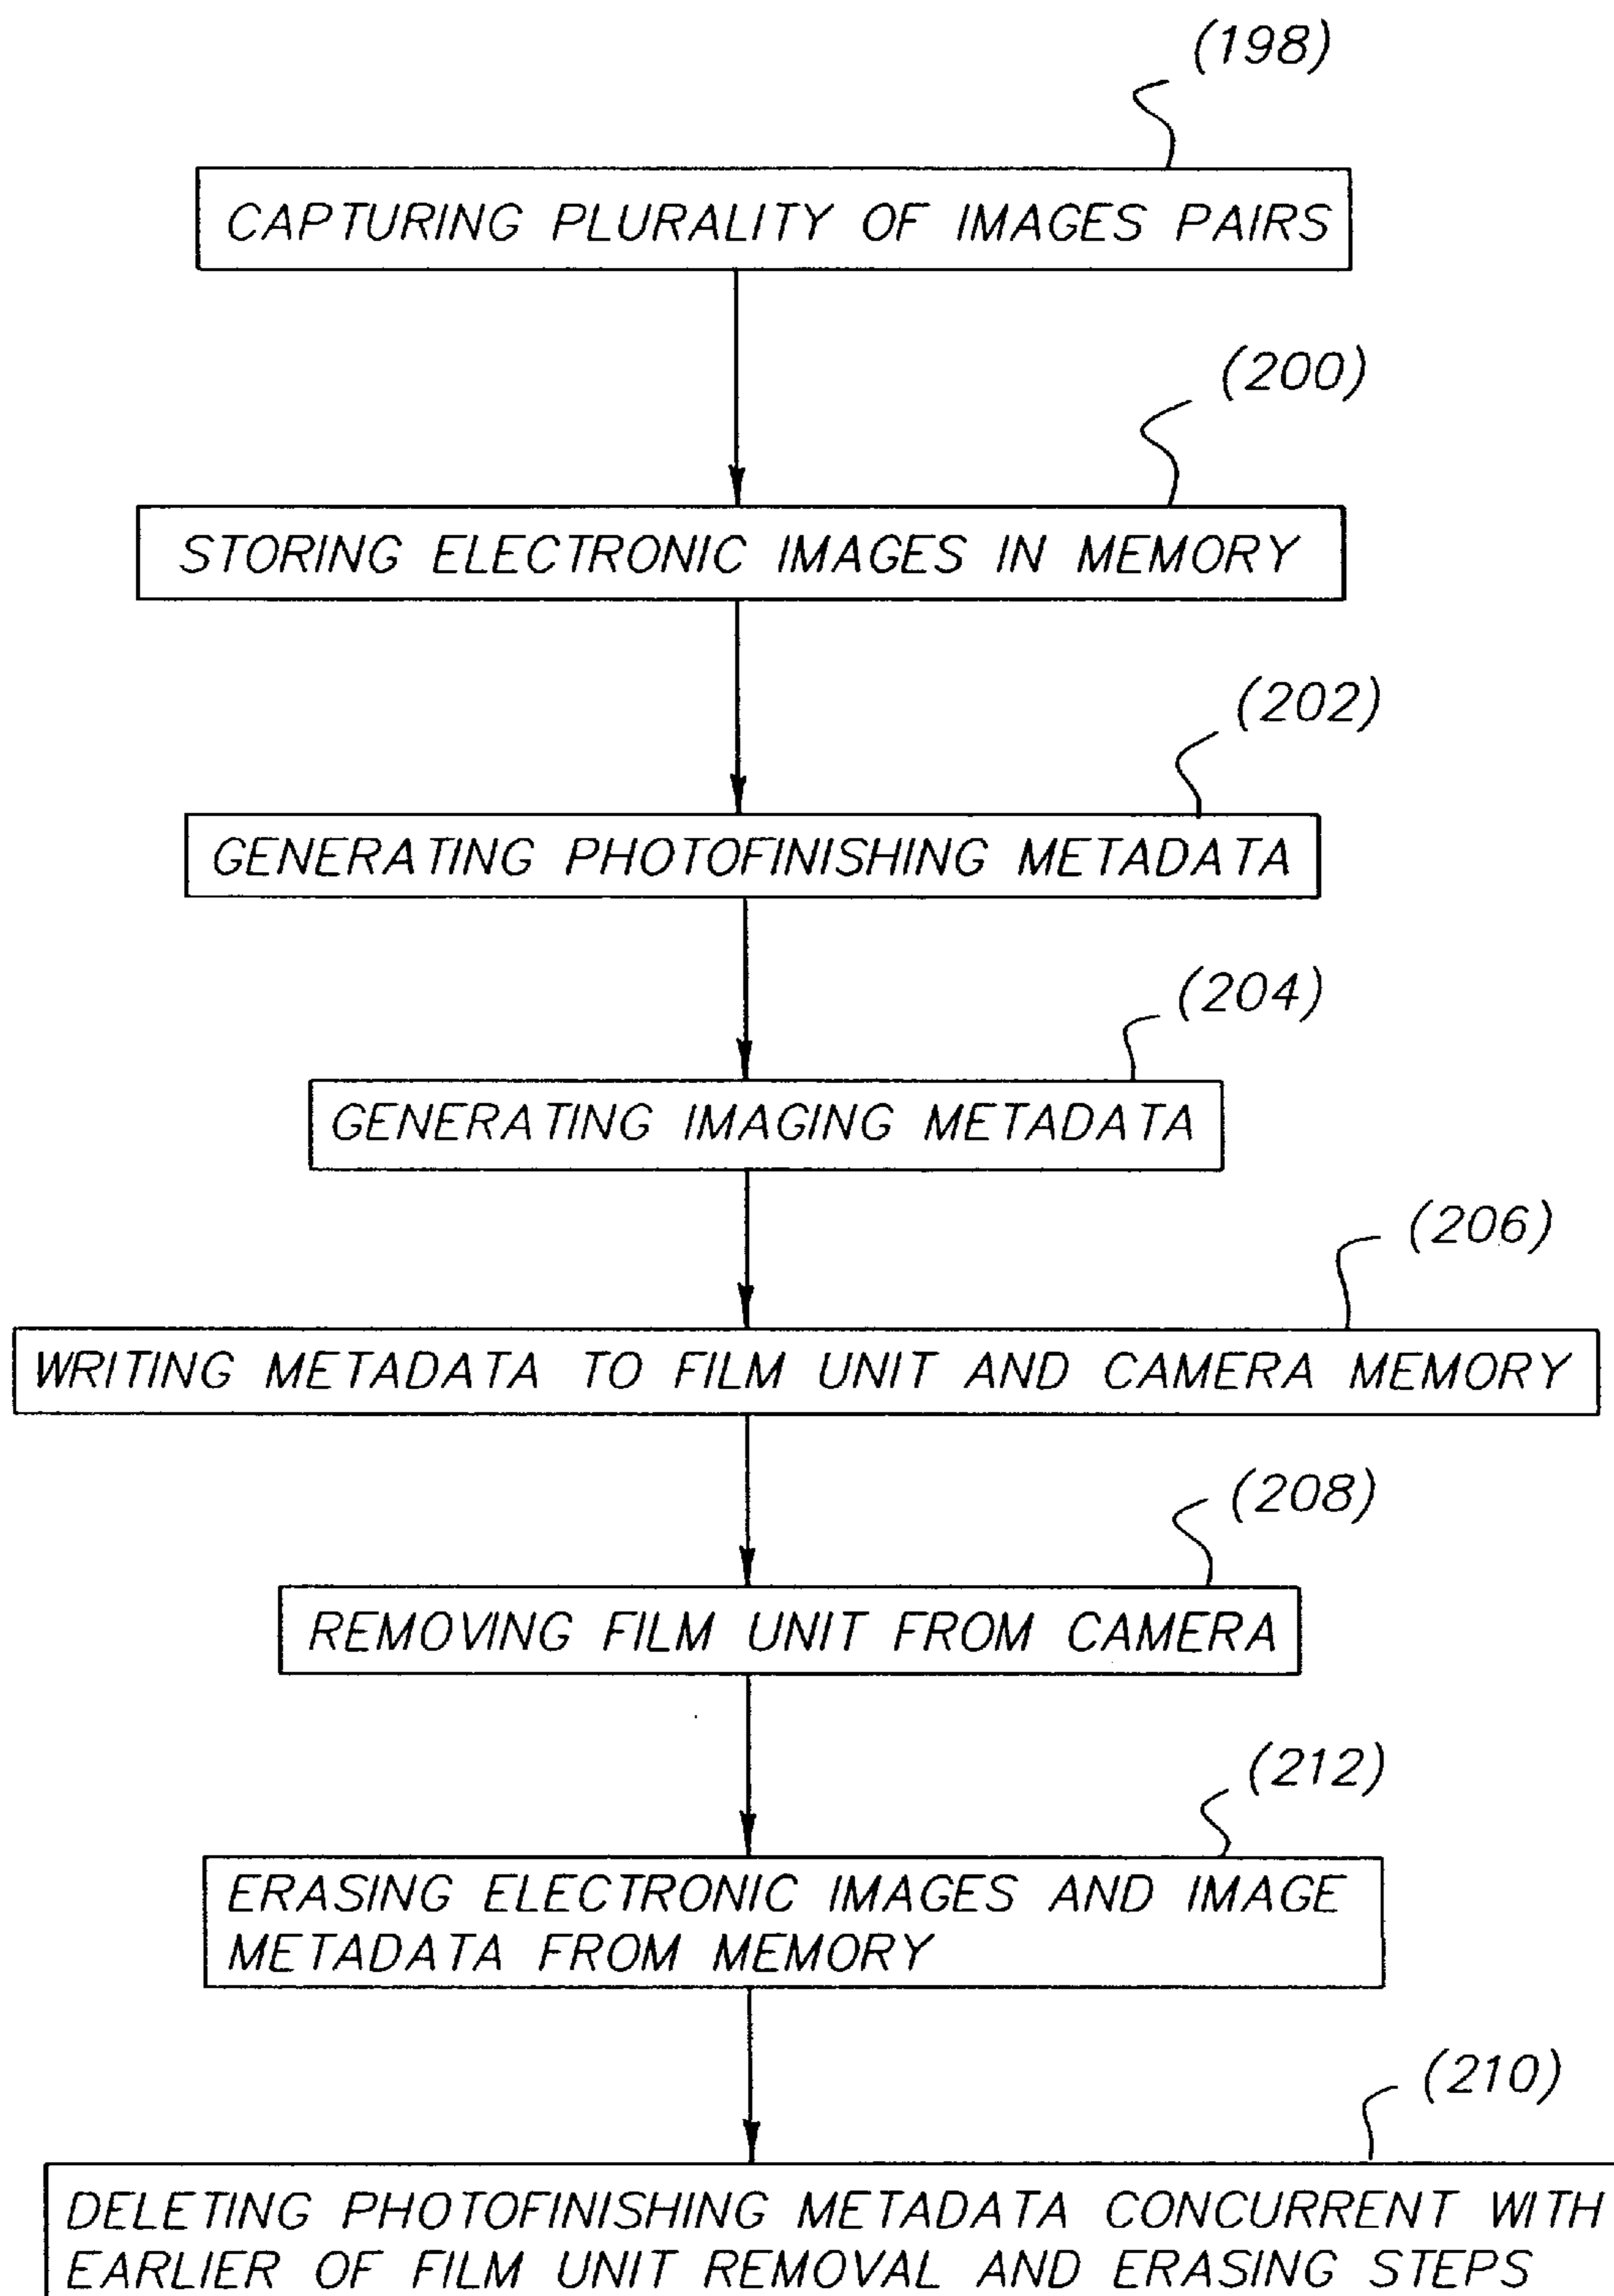 (198)
CAPTURING PLURALITY OF IMAGES PAIRS
(200)
STORING ELECTRONIC IMAGES IN MEMORY
(202)
GENERATING PHOTOFINISHING METADATA
(204)
GENERATING IMAGING METADATA
(206)
WRITING METADATA TO FILM UNIT AND CAMERA MEMORY
(208)
REMOVING FILM UNIT FROM CAMERA
(212)
ERASING ELECTRONIC IMAGES AND IMAGE
METADATA FROM MEMORY
(210)
DELETING PHOTOFINISHING METADATA CONCURRENT WITH
EARLIER OF FILM UNIT REMOVAL AND ERASING STEPS